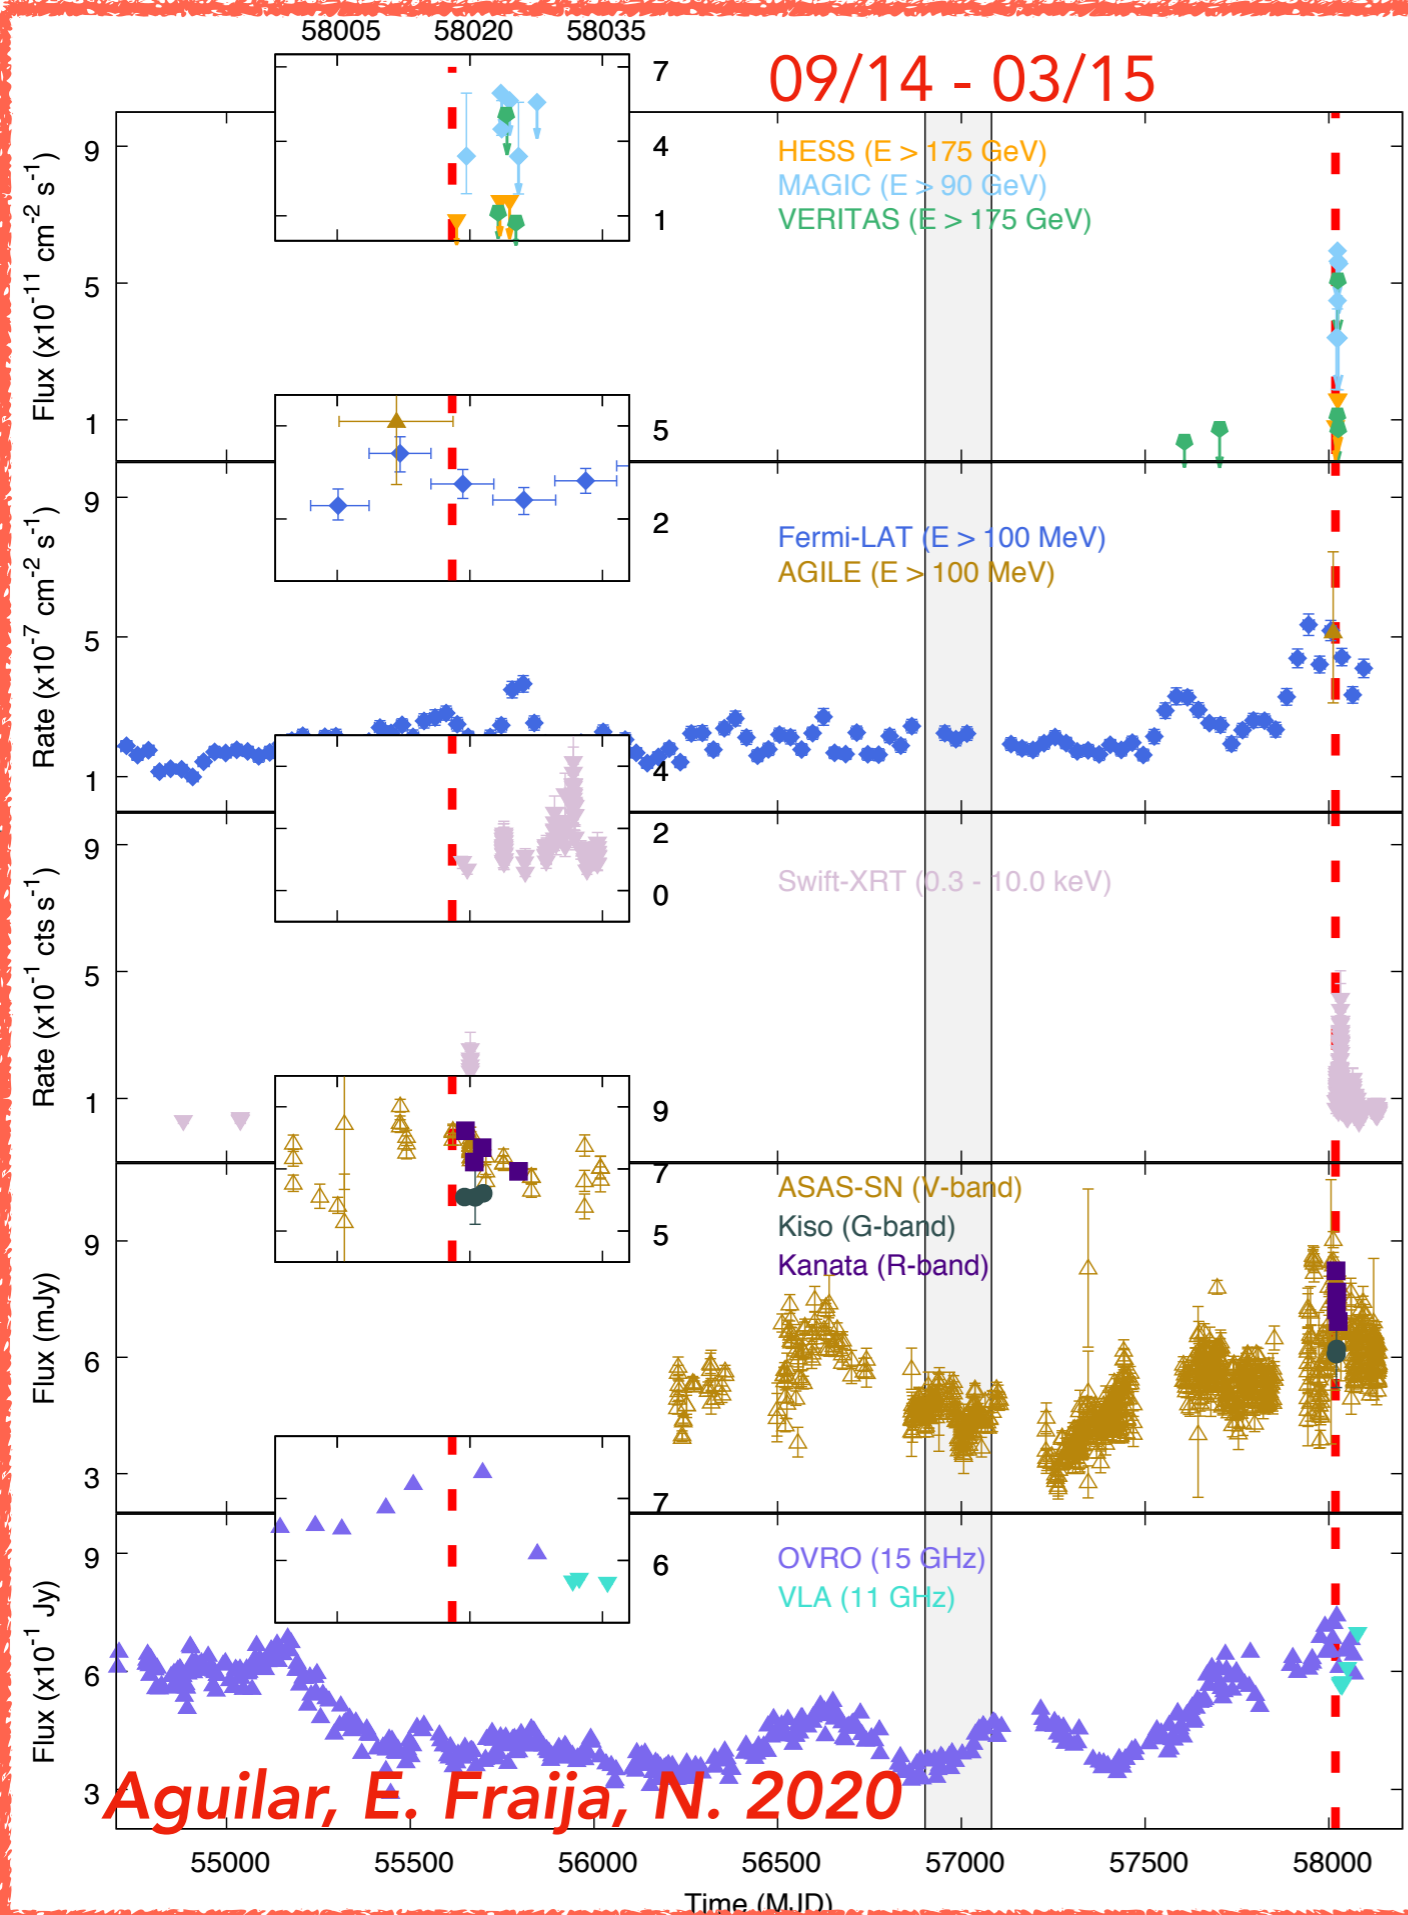 58005 58020 58035
09/14 - 03/15
7
4
1
9
5
1
Flux (x10⁻¹¹ cm⁻² s⁻¹)
HESS (E > 175 GeV)
MAGIC (E > 90 GeV)
VERITAS (E > 175 GeV)
5
2
9
5
1
Rate (x10⁻⁷ cm⁻² s⁻¹)
Fermi-LAT (E > 100 MeV)
AGILE (E > 100 MeV)
4
2
0
9
5
1
Rate (x10⁻¹ cts s⁻¹)
Swift-XRT (0.3 - 10.0 keV)
9
7
5
9
6
3
Flux (mJy)
ASAS-SN (V-band)
Kiso (G-band)
Kanata (R-band)
7
6
9
6
3
Flux (x10⁻¹ Jy)
OVRO (15 GHz)
VLA (11 GHz)
Aguilar, E. Fraija, N. 2020
55000 55500 56000 56500 57000 57500 58000
Time (MJD)